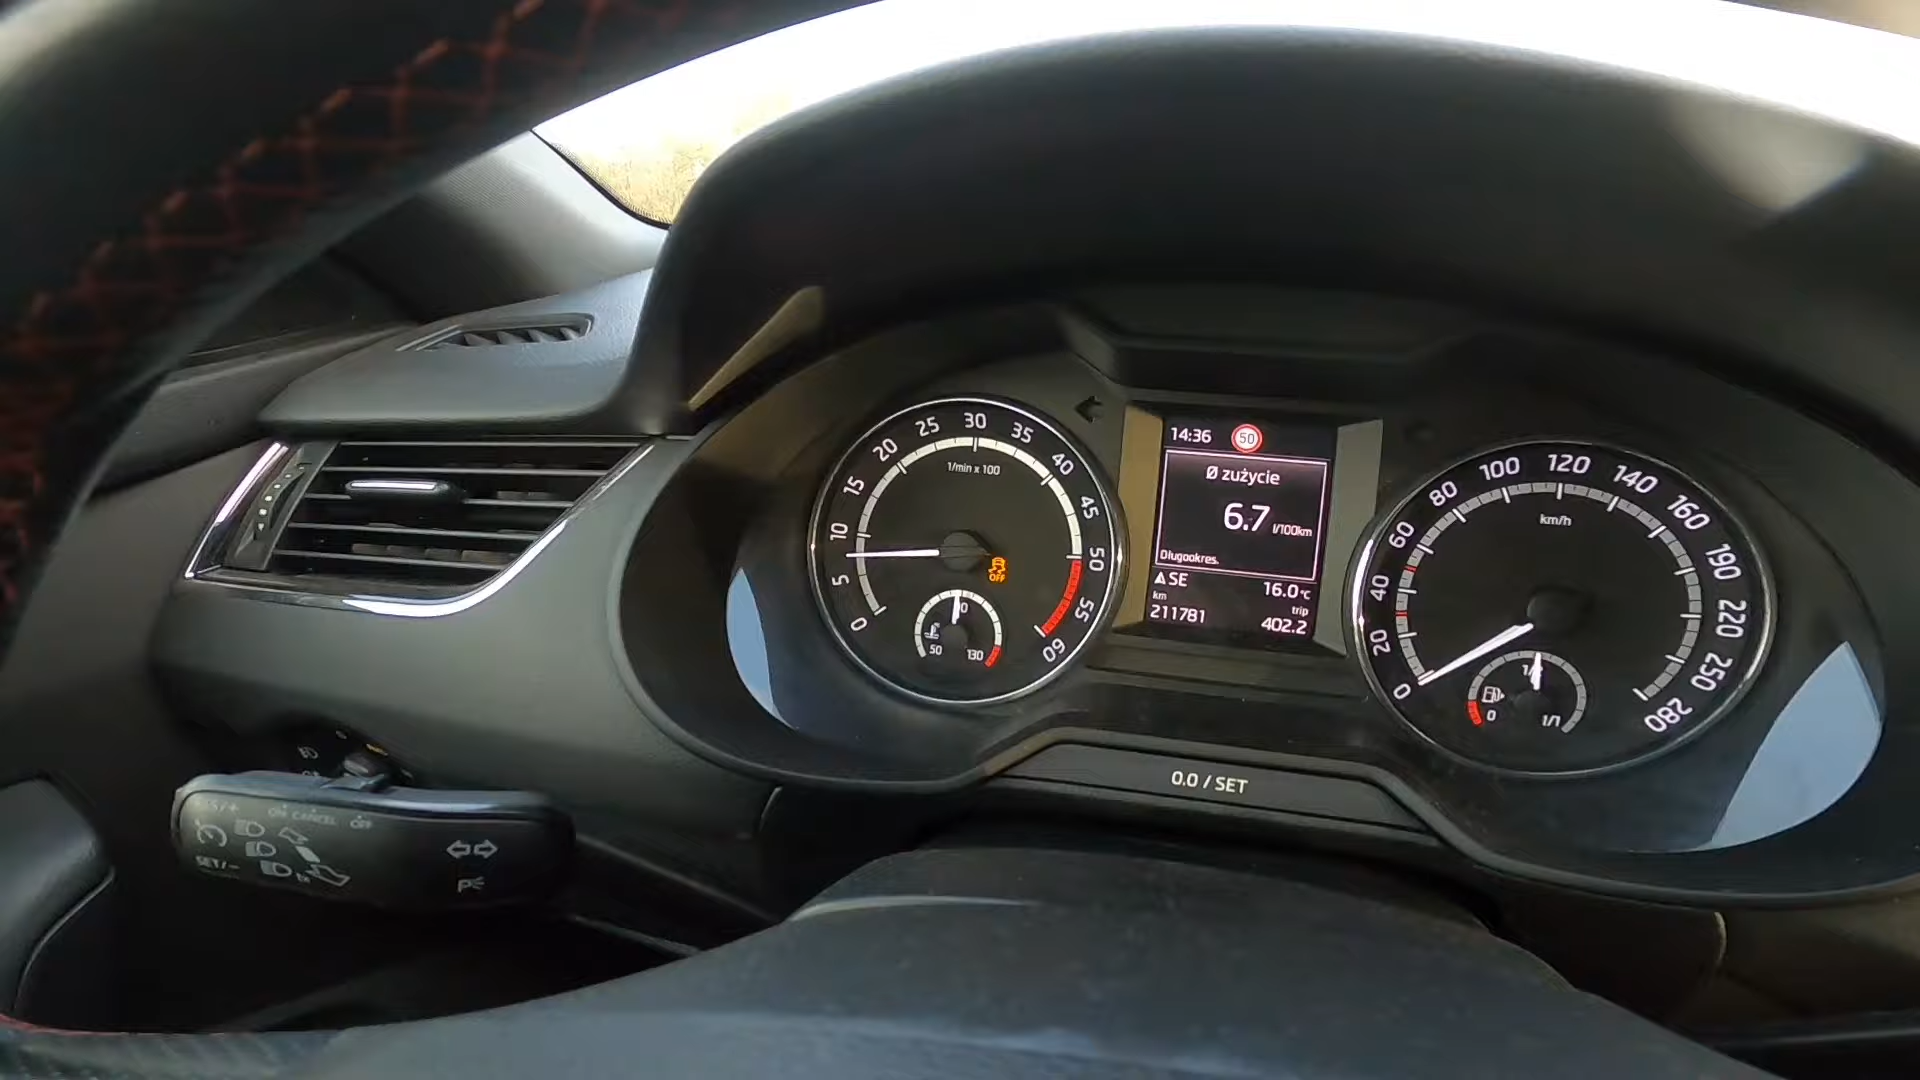 0
5
10
15
20
25
30
35
40
45
50
55
60
1/min x 100
OFF
50
130
14:36
50
Ø zużycie
6.7 l/100km
Długookres.
SE
16.0°C
km
trip
211781
402.2
0
20
40
60
80
100
120
140
160
190
220
250
280
km/h
0
1/1
0.0 / SET
ON CANCEL OFF
SET/-
P